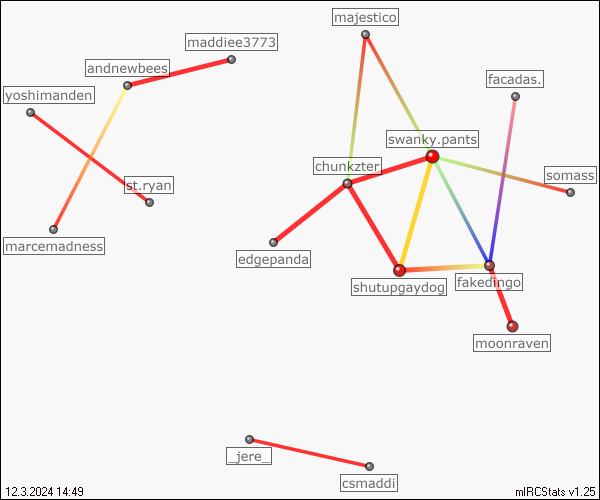 majestico
maddiee3773
andnewbees
facadas.
yoshimanden
swanky.pants
chunkzter
somass
st.ryan
marcemadness
edgepanda
fakedingo
shutupgaydog
moonraven
_jere_
csmaddi
12.3.2024 14:49
mIRCStats v1.25